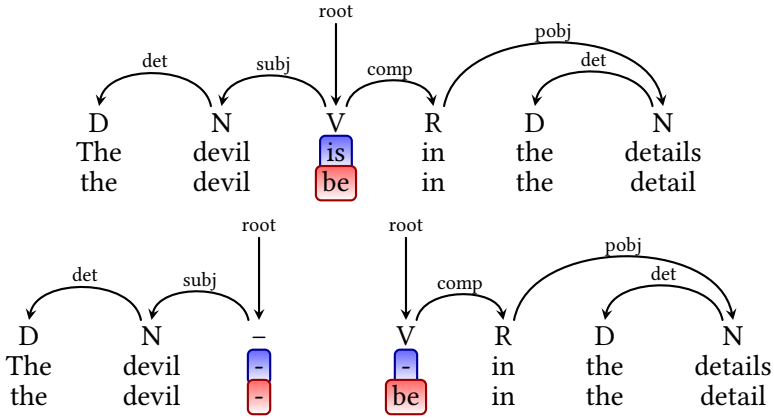 root
pobj
det subj comp det
D N V R D N
The devil is in the details
the devil be in the detail
root root
pobj
det subj comp det
D N – V R D N
The devil - - in the details
the devil - be in the detail